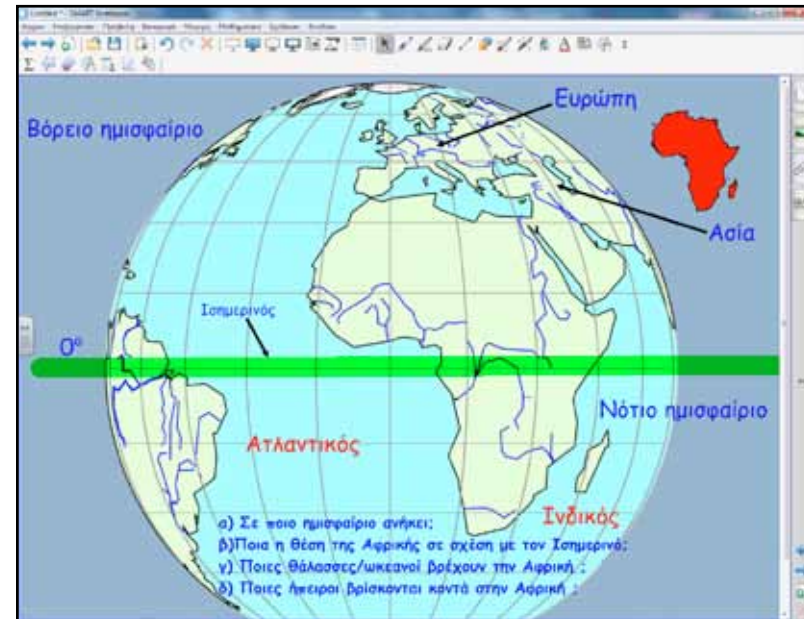 Ευρώπη
Βόρειο ημισφαίριο
Ασία
Ισημερινός
0°
Νότιο ημισφαίριο
Ατλαντικός
Ινδικός
α) Σε ποιο ημισφαίριο ανήκει;
β)Ποια η θέση της Αφρικής σε σχέση με τον Ισημερινό;
γ) Ποιες θάλασσες/ωκεανοί βρέχουν την Αφρική ;
δ) Ποιες ήπειροι βρίσκονται κοντά στην Αφρική ;